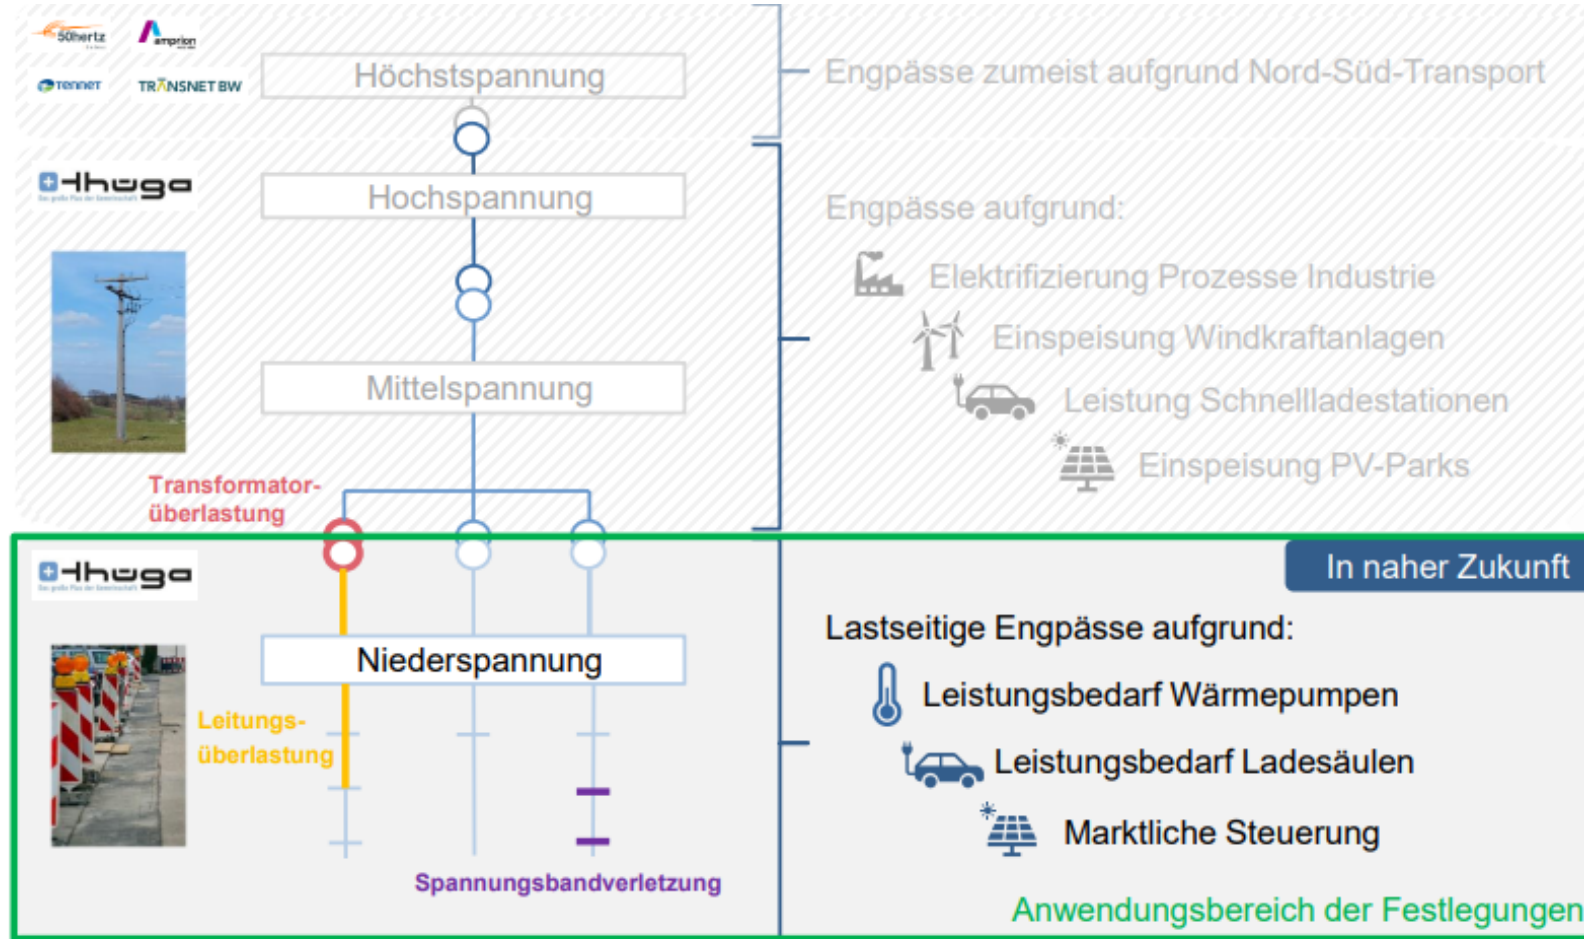 50hertz
amprion
TENNET
TRANSNET BW
Höchstspannung
Engpässe zumeist aufgrund Nord-Süd-Transport
thüga
Hochspannung
Engpässe aufgrund:
Elektrifizierung Prozesse Industrie
Einspeisung Windkraftanlagen
Mittelspannung
Leistung Schnellladestationen
Einspeisung PV-Parks
Transformator-
überlastung
thüga
In naher Zukunft
Lastseitige Engpässe aufgrund:
Niederspannung
Leistungsbedarf Wärmepumpen
Leitungs-
überlastung
Leistungsbedarf Ladesäulen
Marktliche Steuerung
Spannungsbandverletzung
Anwendungsbereich der Festlegungen